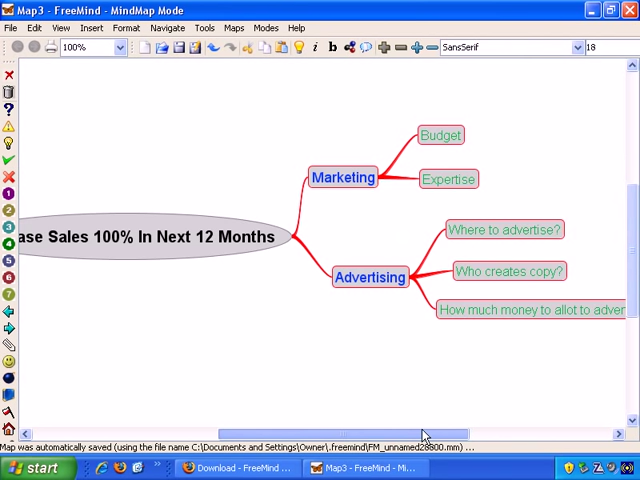 Map3 - FreeMind - MindMap Mode
File Edit View Insert Format Navigate Tools Maps Modes Help
100% SansSerif 18
Budget
Marketing
Expertise
Where to advertise?
ase Sales 100% In Next 12 Months
Who creates copy?
Advertising
How much money to allot to adver
Map was automatically saved (using the file name C:\Documents and Settings\Owner\.freemind\FM_unnamed28800.mm) ...
start Download - FreeMind ... Map3 - FreeMind - Mi...